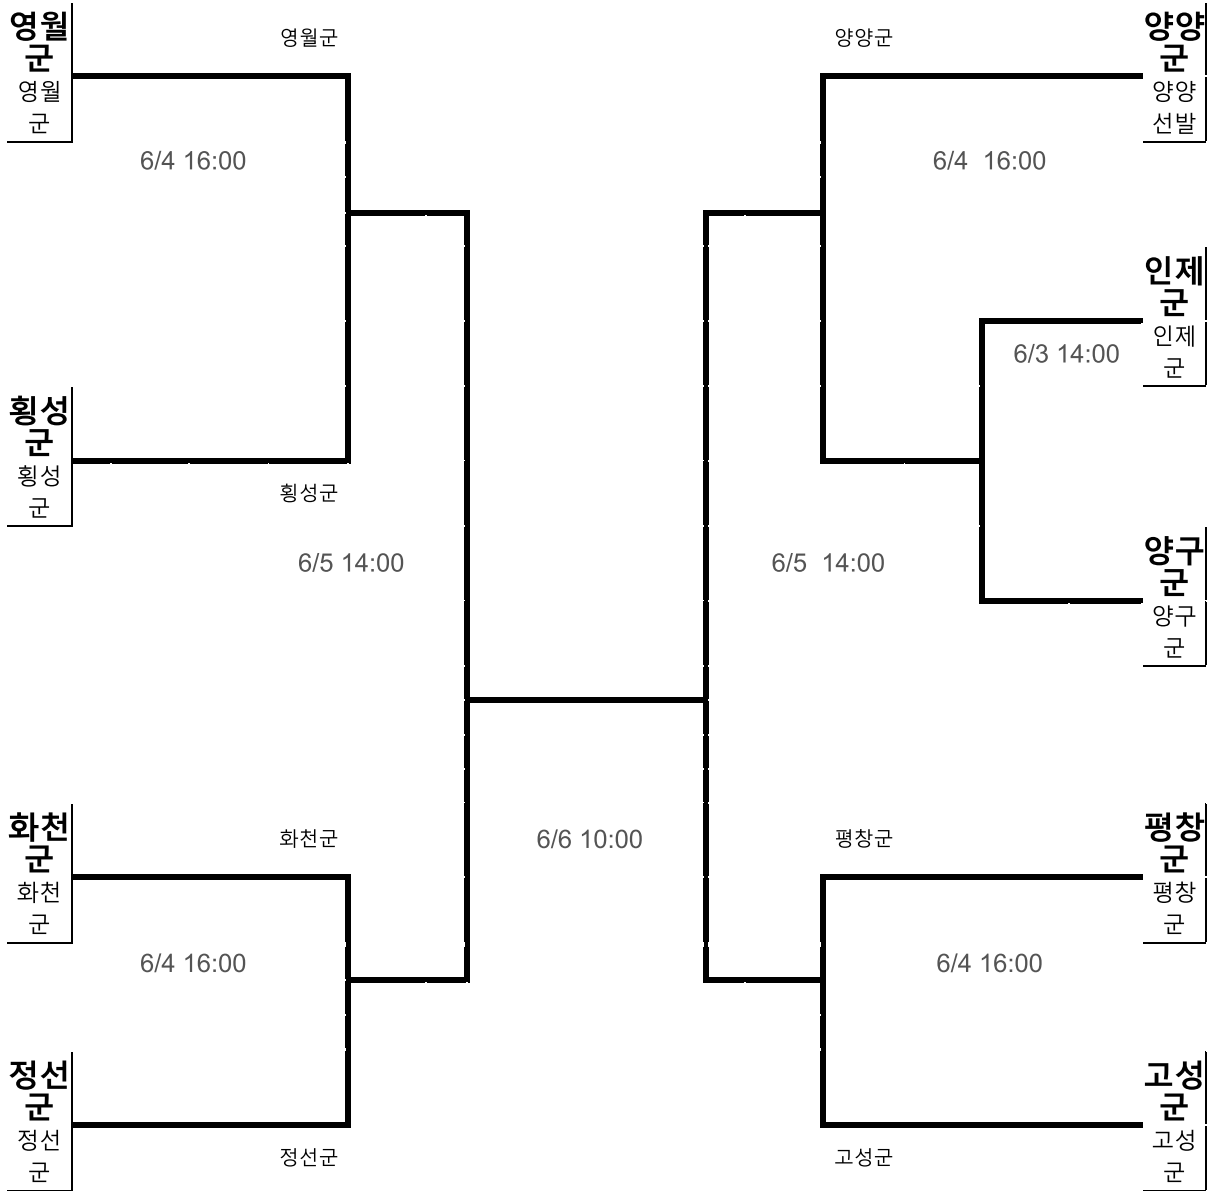 영월
군
영월
군
영월군
양양군
양양
군
양양
선발
6/4 16:00
6/4 16:00
인제
군
인제
군
6/3 14:00
횡성
군
횡성
군
횡성군
6/5 14:00
6/5 14:00
양구
군
양구
군
화천
군
화천
군
화천군
6/6 10:00
평창군
평창
군
평창
군
6/4 16:00
6/4 16:00
정선
군
정선
군
정선군
고성군
고성
군
고성
군